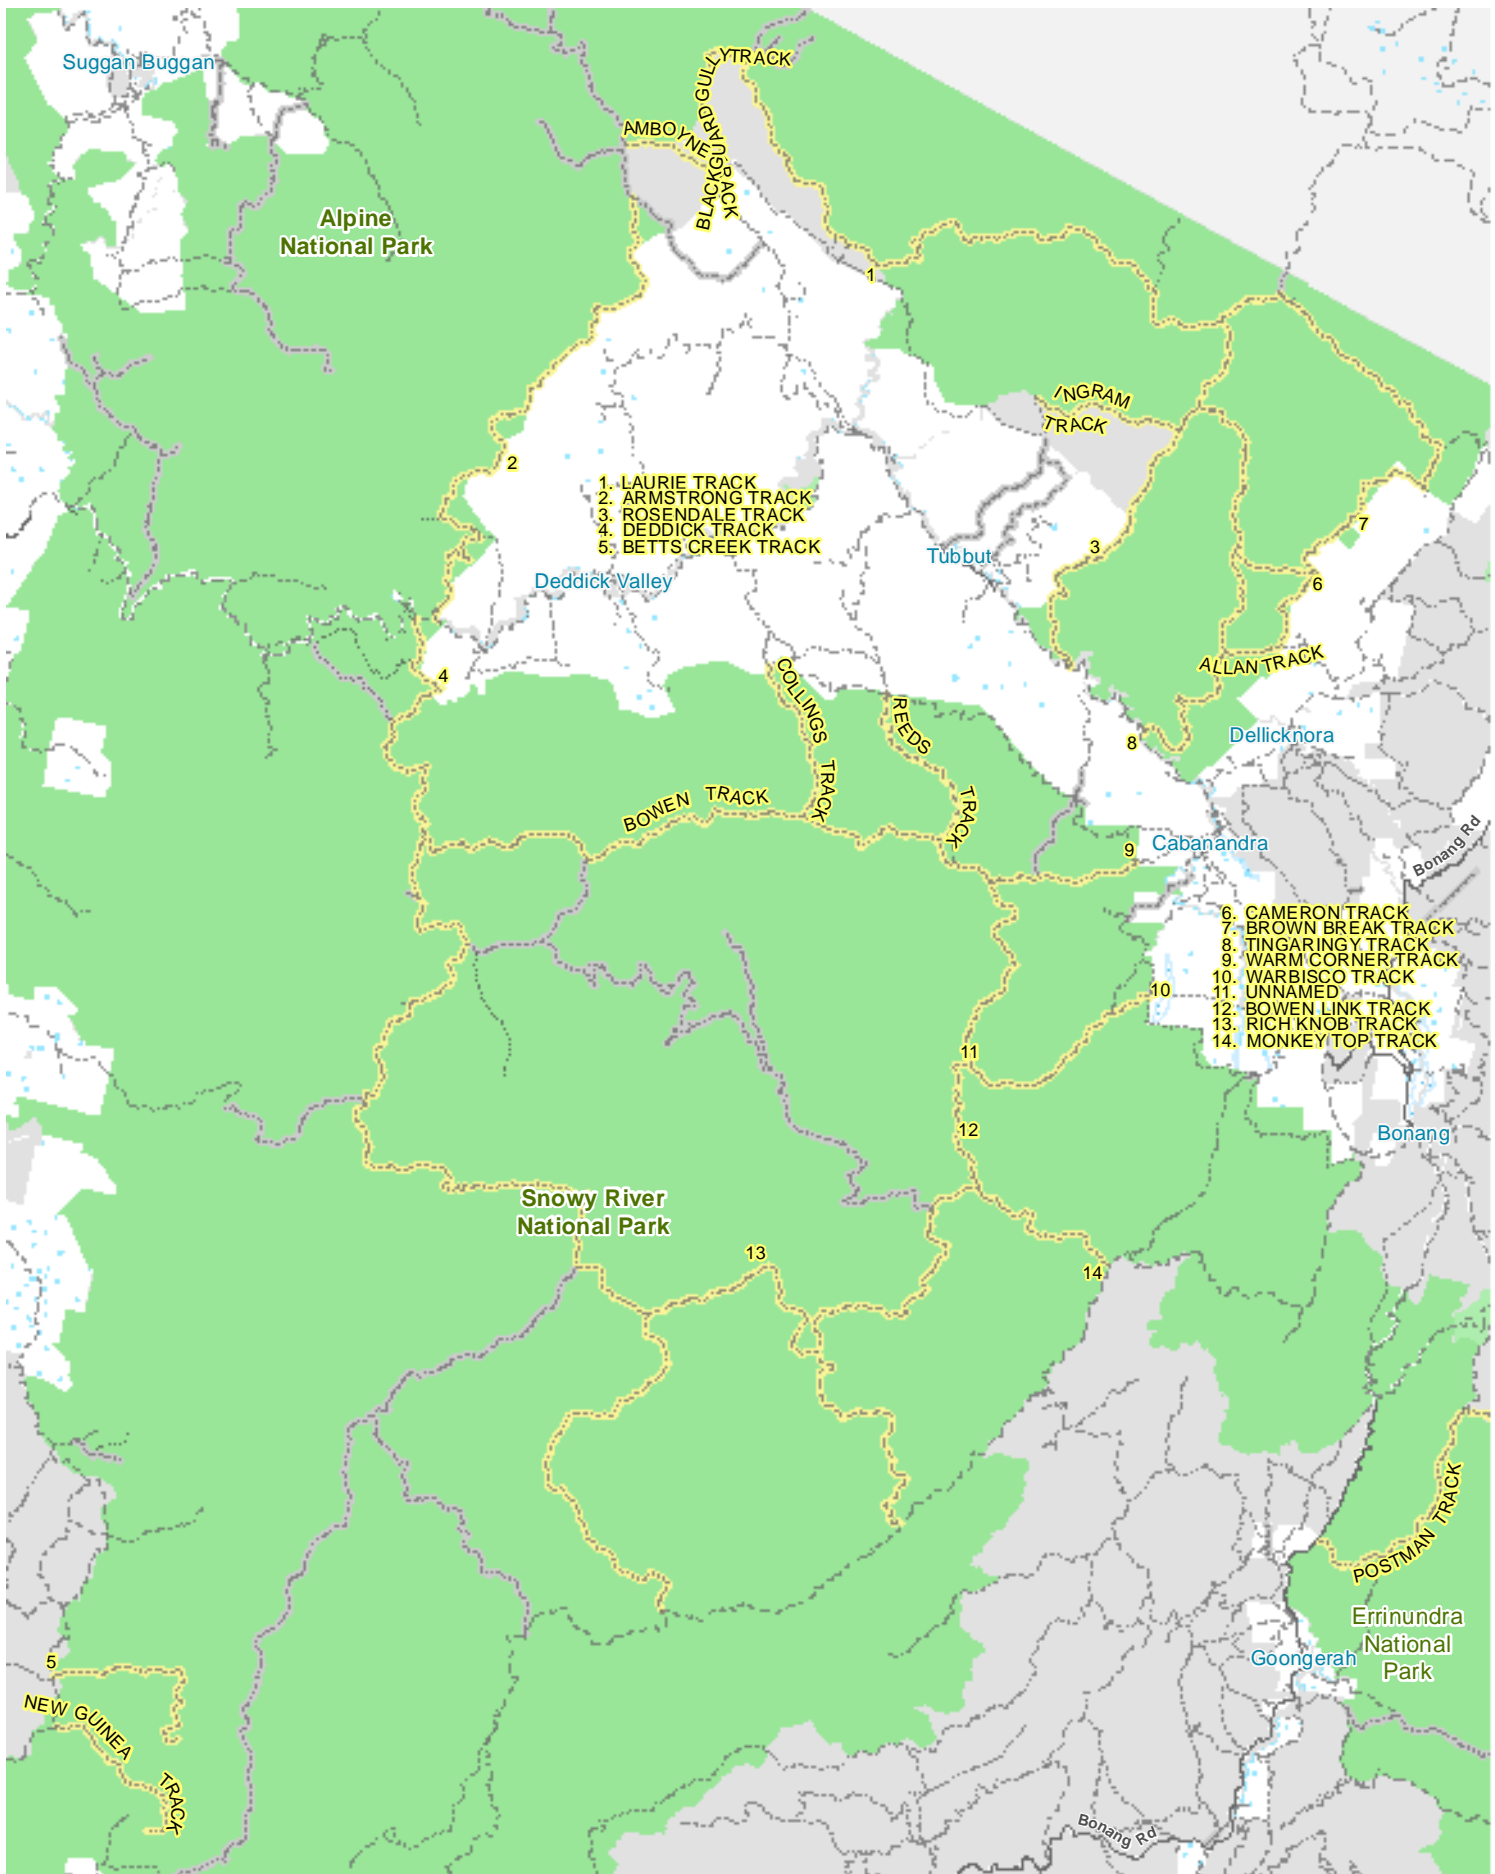 Suggan Buggan
BLACKGUARD GULLY TRACK
AMBOYNE TRACK
Alpine
National Park
1
INGRAM
TRACK
2
1. LAURIE TRACK
2. ARMSTRONG TRACK
3. ROSENDALE TRACK
4. DEDDICK TRACK
5. BETTS CREEK TRACK
7
Tubbut
3
Deddick Valley
6
ALLAN TRACK
4
COLLINGS TRACK
REEDS TRACK
8
Dellicknora
BOWEN TRACK
9
Cabanandra
Bonang Rd
6. CAMERON TRACK
7. BROWN BREAK TRACK
8. TINGARINGY TRACK
9. WARM CORNER TRACK
10. WARBISCO TRACK
11. UNNAMED
12. BOWEN LINK TRACK
13. RICH KNOB TRACK
14. MONKEY TOP TRACK
10
11
12
Bonang
Snowy River
National Park
13
14
POSTMAN TRACK
Errinundra
National
Park
Goongerah
5
NEW GUINEA TRACK
Bonang Rd